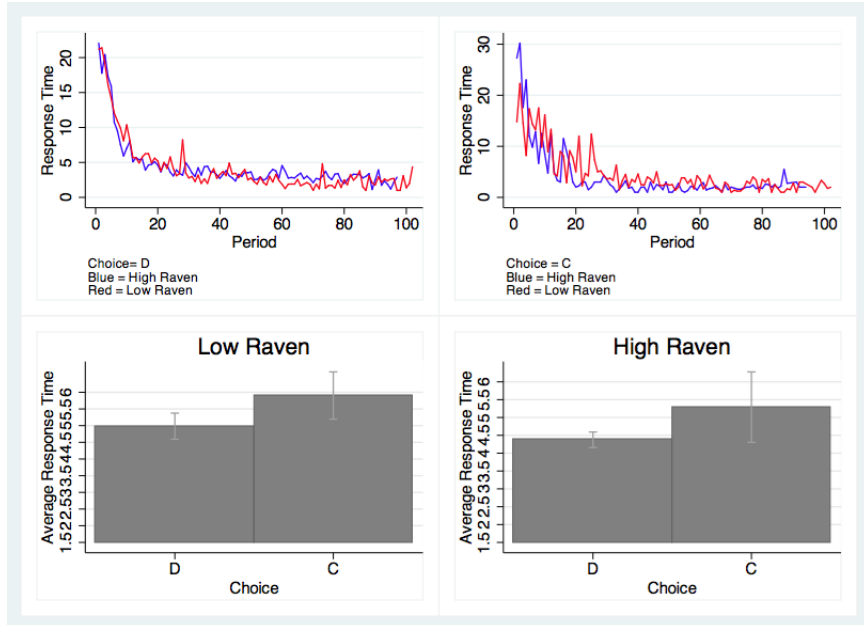 Response Time
20
15
10
5
0
0 20 40 60 80 100
Period
Choice= D
Blue = High Raven
Red = Low Raven
Response Time
30
20
10
0
0 20 40 60 80 100
Period
Choice = C
Blue = High Raven
Red = Low Raven
Low Raven
Average Response Time
1.522.533.544.555.56
D C
Choice
High Raven
Average Response Time
1.522.533.544.555.56
D C
Choice